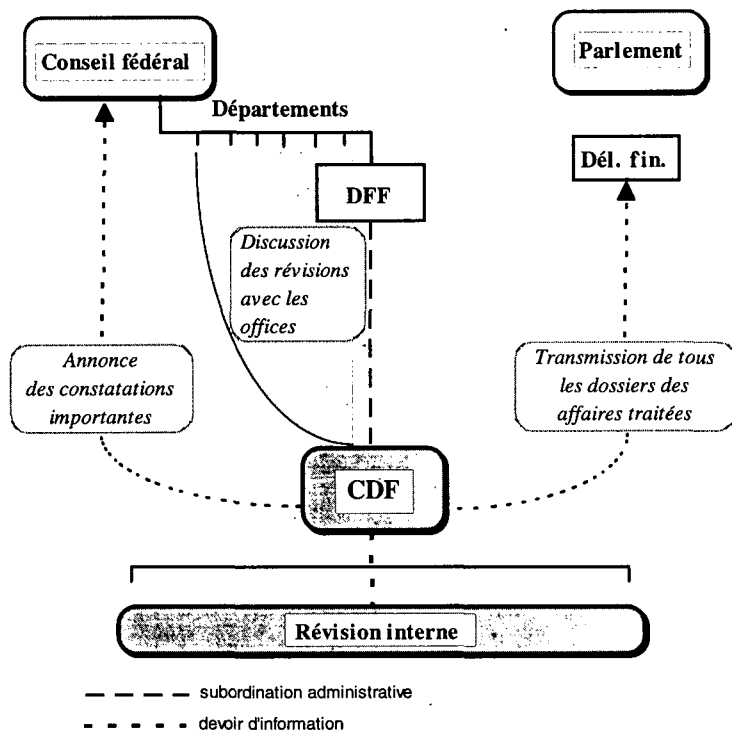 Conseil fédéral
Parlement
Départements
Dél. fin.
DFF
Discussion
des révisions
avec les
offices
Annonce
des constatations
importantes
Transmission de tous
les dossiers des
affaires traitées
CDF
Révision interne
subordination administrative
devoir d'information